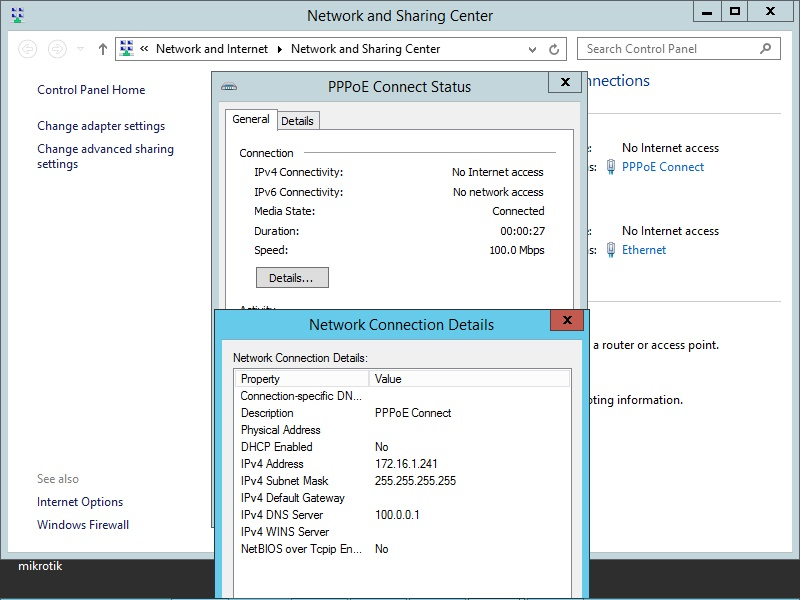 Network and Sharing Center
« Network and Internet Network and Sharing Center
Search Control Panel
Control Panel Home
Change adapter settings
Change advanced sharing
settings
See also
Internet Options
Windows Firewall
nnections
No Internet access
s: PPPoE Connect
No Internet access
s: Ethernet
a router or access point.
oting information.
PPPoE Connect Status
General Details
Connection
IPv4 Connectivity: No Internet access
IPv6 Connectivity: No network access
Media State: Connected
Duration: 00:00:27
Speed: 100.0 Mbps
Details...
Activity
Network Connection Details
Network Connection Details:
Property Value
Connection-specific DN...
Description PPPoE Connect
Physical Address
DHCP Enabled No
IPv4 Address 172.16.1.241
IPv4 Subnet Mask 255.255.255.255
IPv4 Default Gateway
IPv4 DNS Server 100.0.0.1
IPv4 WINS Server
NetBIOS over Tcpip En... No
mikrotik